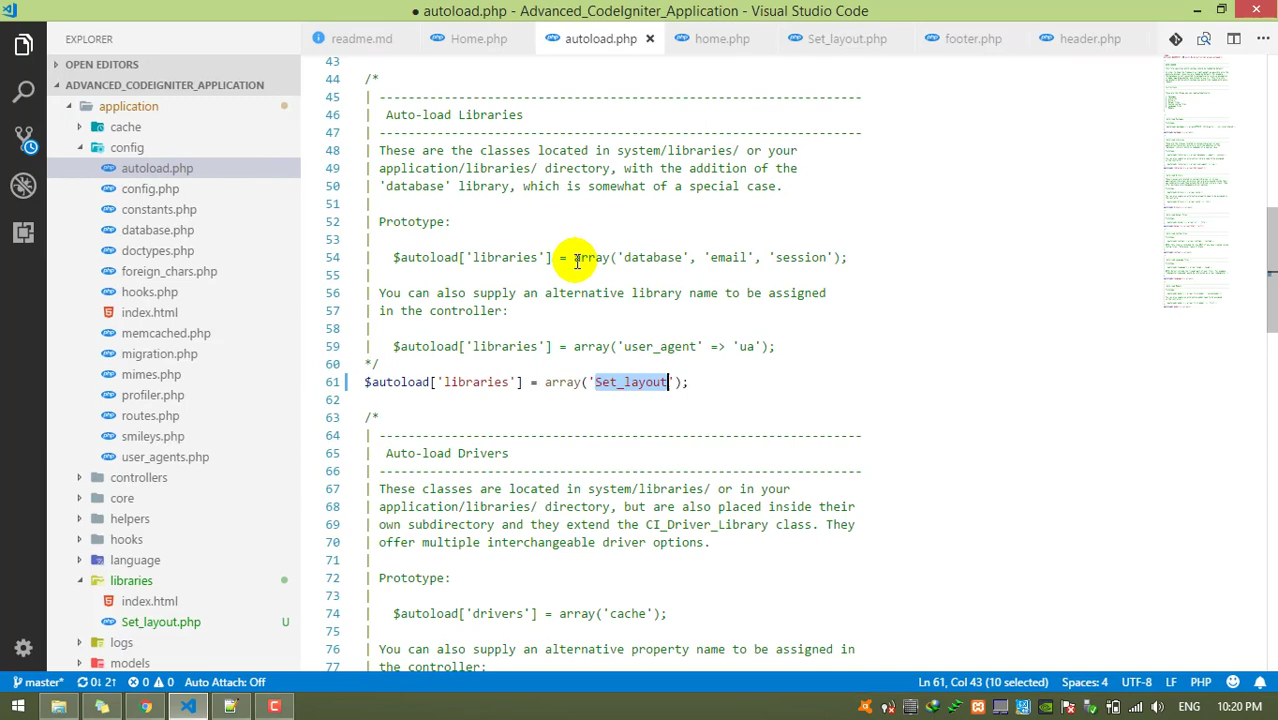 ● autoload.php - Advanced_CodeIgniter_Application - Visual Studio Code
EXPLORER
OPEN EDITORS
ADVANCED_CODEIGNITER_APPLICATION
application
cache
config
autoload.php
config.php
constants.php
database.php
doctypes.php
foreign_chars.php
hooks.php
index.html
memcached.php
migration.php
mimes.php
profiler.php
routes.php
smileys.php
user_agents.php
controllers
core
helpers
hooks
language
libraries
index.html
Set_layout.php U
logs
models
readme.md Home.php autoload.php home.php Set_layout.php footer.php header.php
43
44 /*
45 | -------------------------------------------------------------------
46 | Auto-load Libraries
47 | -------------------------------------------------------------------
48 | These are the classes located in system/libraries or your
49 | application/libraries/ directory, with the addition of the
50 | 'database' library, which is somewhat of a special case.
51 |
52 | Prototype:
53 |
54 | $autoload['libraries'] = array('database', 'email', 'session');
55 |
56 | You can also supply an alternative library name to be assigned
57 | in the controller:
58 |
59 | $autoload['libraries'] = array('user_agent' => 'ua');
60 */
61 $autoload['libraries'] = array('Set_layout');
62
63 /*
64 | -------------------------------------------------------------------
65 | Auto-load Drivers
66 | -------------------------------------------------------------------
67 | These classes are located in system/libraries/ or in your
68 | application/libraries/ directory, but are also placed inside their
69 | own subdirectory and they extend the CI_Driver_Library class. They
70 | offer multiple interchangeable driver options.
71 |
72 | Prototype:
73 |
74 | $autoload['drivers'] = array('cache');
75 |
76 | You can also supply an alternative property name to be assigned in
77 | the controller:
master* 0↓ 2↑ 0 0 Auto Attach: Off Ln 61, Col 43 (10 selected) Spaces: 4 UTF-8 LF PHP
ENG 10:20 PM